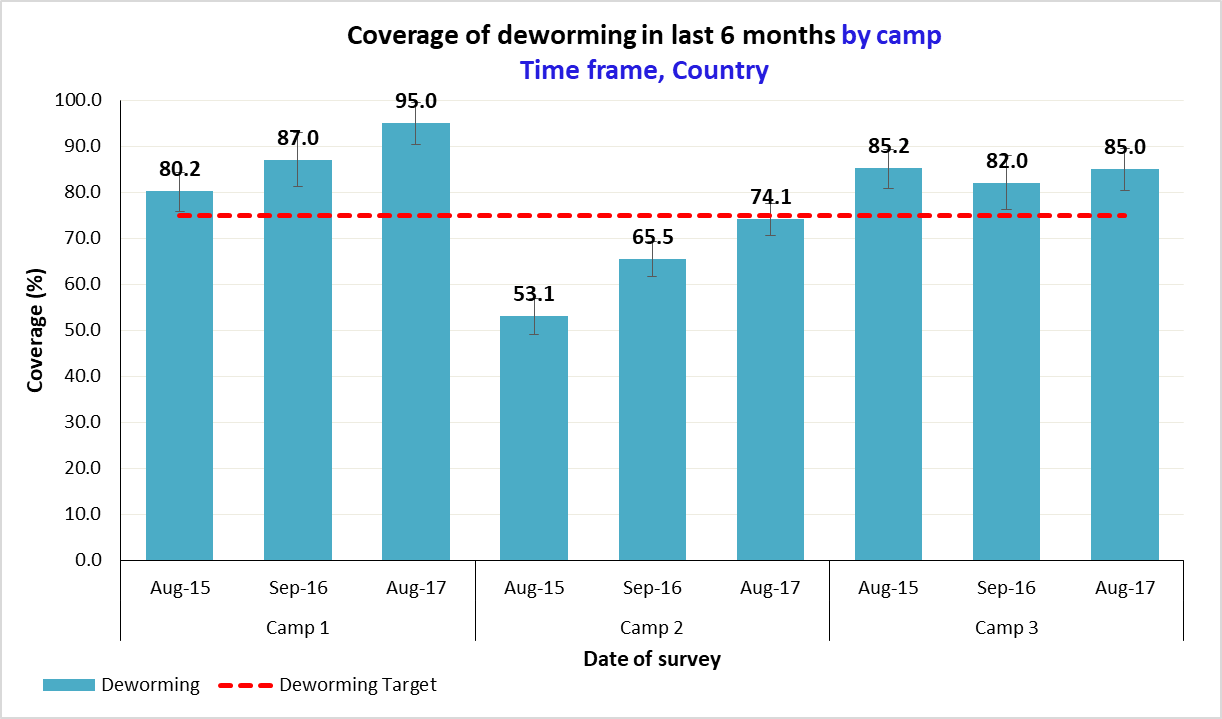 Coverage of deworming in last 6 months by camp
Time frame, Country
Coverage (%)
100.0
90.0
80.0
70.0
60.0
50.0
40.0
30.0
20.0
10.0
0.0
80.2
87.0
95.0
53.1
65.5
74.1
85.2
82.0
85.0
Aug-15 Sep-16 Aug-17 Aug-15 Sep-16 Aug-17 Aug-15 Sep-16 Aug-17
Camp 1 Camp 2 Camp 3
Date of survey
Deworming Deworming Target